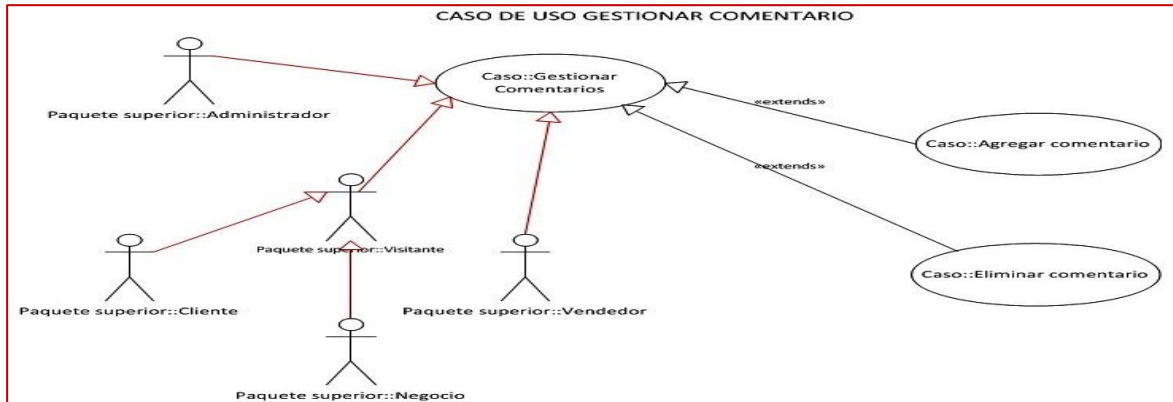 CASO DE USO GESTIONAR COMENTARIO
Caso::Gestionar
Comentarios
Paquete superior::Administrador
«extends»
Caso::Agregar comentario
«extends»
Paquete superior::Visitante
Caso::Eliminar comentario
Paquete superior::Cliente
Paquete superior::Vendedor
Paquete superior::Negocio